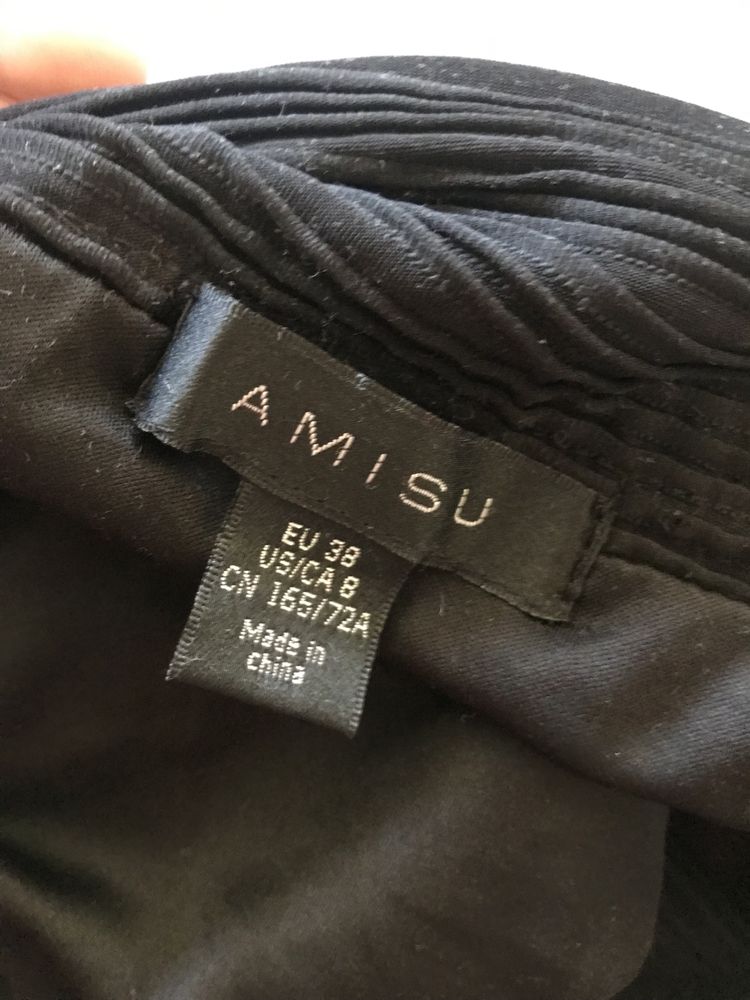 AMISU
EU 38
US/CA 8
CN 165/72A
Made in
China